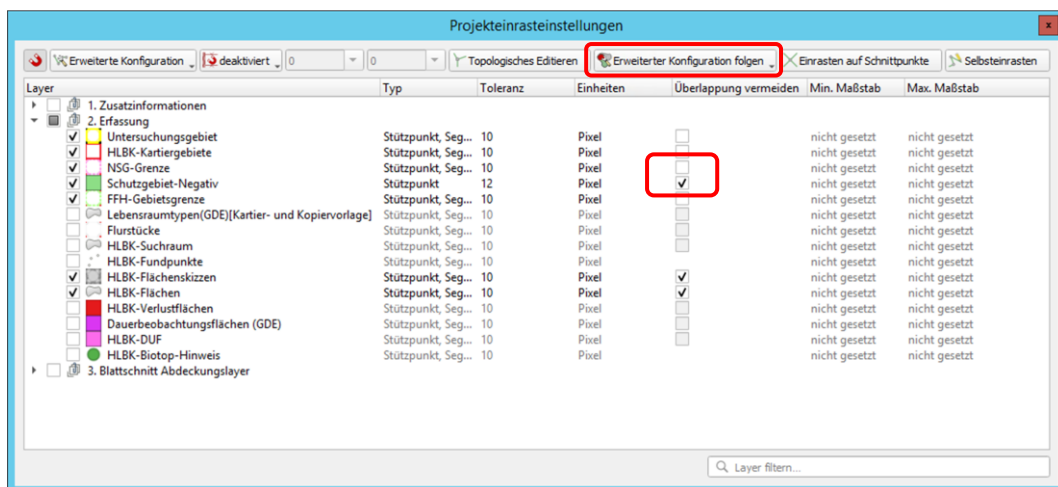 Projekteinrasteinstellungen x
Erweiterte Konfiguration deaktiviert 0 0 Topologisches Editieren Erweiterter Konfiguration folgen Einrasten auf Schnittpunkte Selbsteinrasten
Layer Typ Toleranz Einheiten Überlappung vermeiden Min. Maßstab Max. Maßstab
1. Zusatzinformationen
2. Erfassung
Untersuchungsgebiet Stützpunkt, Seg... 10 Pixel nicht gesetzt nicht gesetzt
HLBK-Kartiergebiete Stützpunkt, Seg... 10 Pixel nicht gesetzt nicht gesetzt
NSG-Grenze Stützpunkt, Seg... 10 Pixel nicht gesetzt nicht gesetzt
Schutzgebiet-Negativ Stützpunkt 12 Pixel nicht gesetzt nicht gesetzt
FFH-Gebietsgrenze Stützpunkt, Seg... 10 Pixel nicht gesetzt nicht gesetzt
Lebensraumtypen(GDE)[Kartier- und Kopiervorlage] Stützpunkt, Seg... 10 Pixel nicht gesetzt nicht gesetzt
Flurstücke Stützpunkt, Seg... 10 Pixel nicht gesetzt nicht gesetzt
HLBK-Suchraum Stützpunkt, Seg... 10 Pixel nicht gesetzt nicht gesetzt
HLBK-Fundpunkte Stützpunkt, Seg... 10 Pixel nicht gesetzt nicht gesetzt
HLBK-Flächenskizzen Stützpunkt, Seg... 10 Pixel nicht gesetzt nicht gesetzt
HLBK-Flächen Stützpunkt, Seg... 10 Pixel nicht gesetzt nicht gesetzt
HLBK-Verlustflächen Stützpunkt, Seg... 10 Pixel nicht gesetzt nicht gesetzt
Dauerbeobachtungsflächen (GDE) Stützpunkt, Seg... 10 Pixel nicht gesetzt nicht gesetzt
HLBK-DUF Stützpunkt, Seg... 10 Pixel nicht gesetzt nicht gesetzt
HLBK-Biotop-Hinweis Stützpunkt, Seg... 10 Pixel nicht gesetzt nicht gesetzt
3. Blattschnitt Abdeckungslayer
Layer filtern...